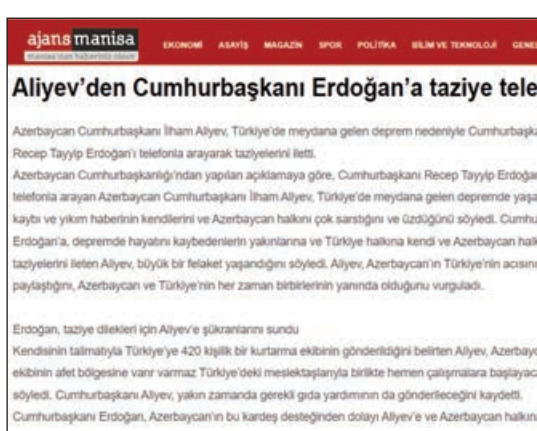 ajans manisa
manisa'nın haberiniz olsun
EKONOMİ ASAYİŞ MAGAZİN SPOR POLİTİKA BİLİM VE TEKNOLOJİ GENEL
Aliyev’den Cumhurbaşkanı Erdoğan’a taziye tele
Azerbaycan Cumhurbaşkanı İlham Aliyev, Türkiye'de meydana gelen deprem nedeniyle Cumhurbaşka
Recep Tayyip Erdoğan'ı telefonla arayarak taziyelerini iletti.
Azerbaycan Cumhurbaşkanlığı'ndan yapılan açıklamaya göre, Cumhurbaşkanı Recep Tayyip Erdoğan
telefonla arayan Azerbaycan Cumhurbaşkanı İlham Aliyev, Türkiye'de meydana gelen depremde yaşa
kaybı ve yıkım haberinin kendilerini ve Azerbaycan halkını çok sarstığını ve üzdüğünü söyledi. Cumhu
Erdoğan'a, depremde hayatını kaybedenlerin yakınlarına ve Türkiye halkına kendi ve Azerbaycan halk
taziyelerini ileten Aliyev, büyük bir felaket yaşandığını söyledi. Aliyev, Azerbaycan'ın Türkiye'nin acısını
paylaştığını, Azerbaycan ve Türkiye'nin her zaman birbirlerinin yanında olduğunu vurguladı.
Erdoğan, taziye dilekleri için Aliyev'e şükranlarını sundu
Kendisinin talimatıyla Türkiye'ye 420 kişilik bir kurtarma ekibinin gönderildiğini belirten Aliyev, Azerbayc
ekibinin afet bölgesine varır varmaz Türkiye'deki meslektaşlarıyla birlikte hemen çalışmalara başlayaca
söyledi. Cumhurbaşkanı Aliyev, yakın zamanda gerekli gıda yardımının da gönderileceğini kaydetti.
Cumhurbaşkanı Erdoğan, Azerbaycan'ın bu kardeş desteğinden dolayı Aliyev'e ve Azerbaycan halkına